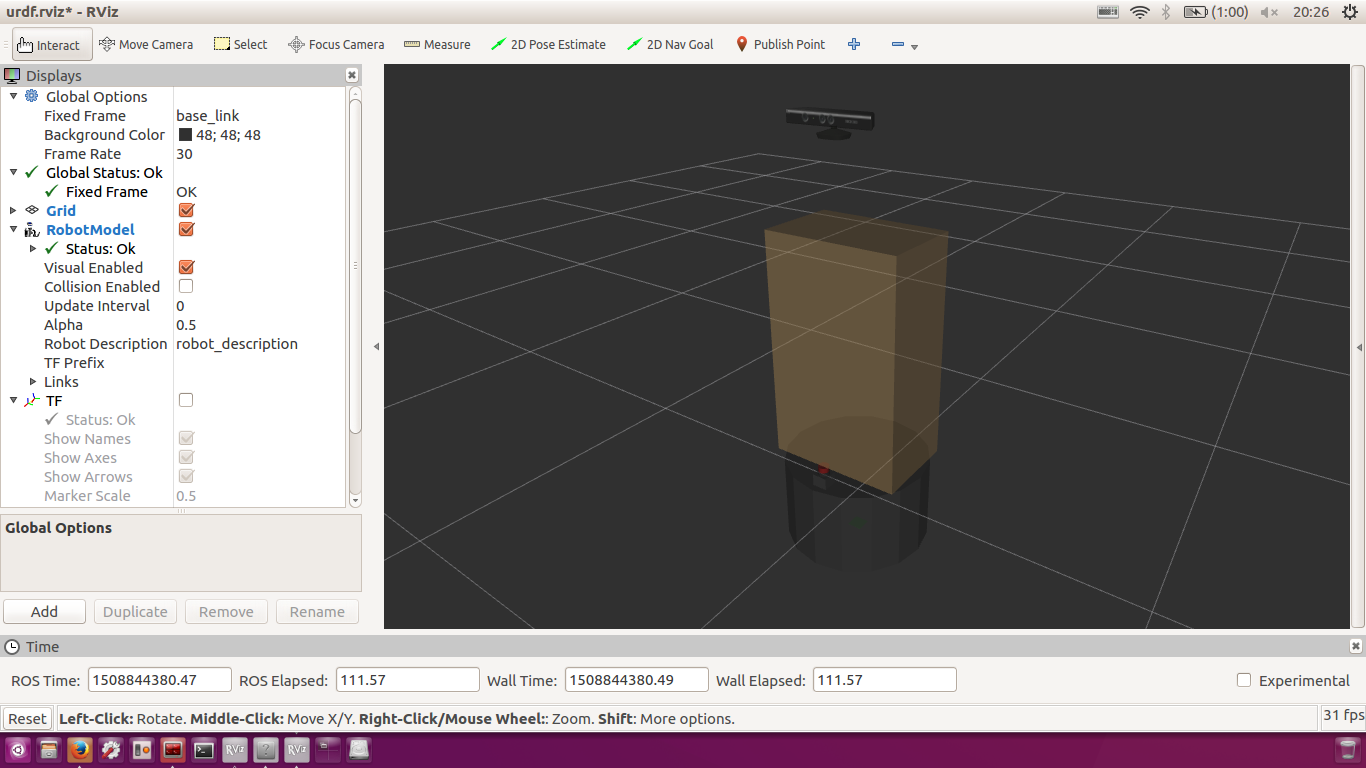 urdf.rviz* - RViz
(1:00) 20:26
Interact Move Camera Select Focus Camera Measure 2D Pose Estimate 2D Nav Goal Publish Point
Displays
Global Options
Fixed Frame base_link
Background Color 48; 48; 48
Frame Rate 30
Global Status: Ok
Fixed Frame OK
Grid
RobotModel
Status: Ok
Visual Enabled
Collision Enabled
Update Interval 0
Alpha 0.5
Robot Description robot_description
TF Prefix
Links
TF
Status: Ok
Show Names
Show Axes
Show Arrows
Marker Scale 0.5
Global Options
Add Duplicate Remove Rename
Time
ROS Time: 1508844380.47 ROS Elapsed: 111.57 Wall Time: 1508844380.49 Wall Elapsed: 111.57 Experimental
Reset Left-Click: Rotate. Middle-Click: Move X/Y. Right-Click/Mouse Wheel:: Zoom. Shift: More options. 31 fps
RViz ? RViz